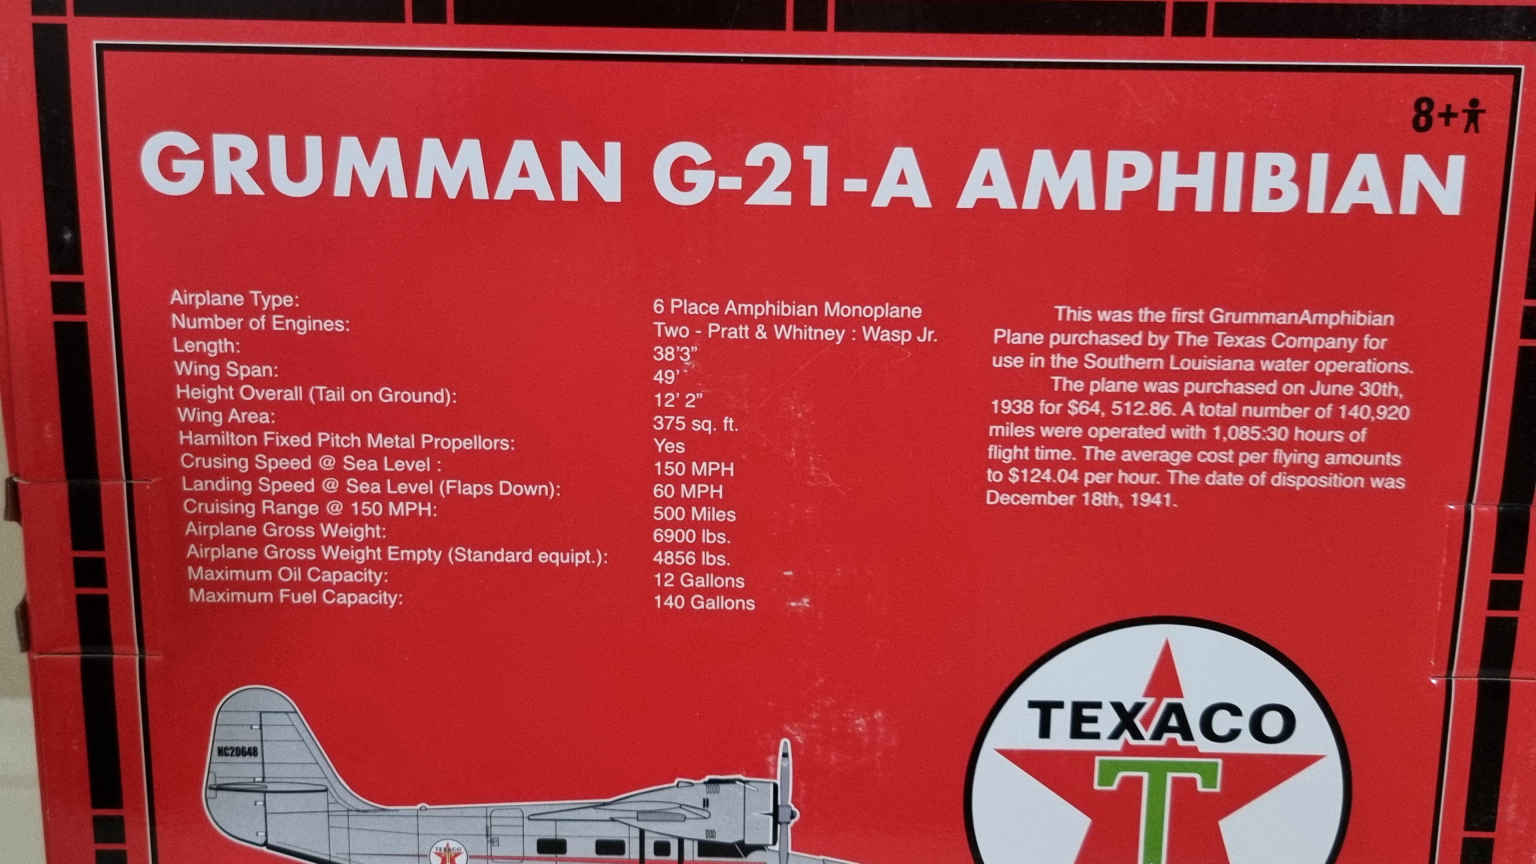 8+
GRUMMAN G-21-A AMPHIBIAN
Airplane Type: 6 Place Amphibian Monoplane
Number of Engines: Two - Pratt & Whitney : Wasp Jr.
Length: 38'3"
Wing Span: 49'
Height Overall (Tail on Ground): 12' 2"
Wing Area: 375 sq. ft.
Hamilton Fixed Pitch Metal Propellors: Yes
Crusing Speed @ Sea Level : 150 MPH
Landing Speed @ Sea Level (Flaps Down): 60 MPH
Cruising Range @ 150 MPH: 500 Miles
Airplane Gross Weight: 6900 lbs.
Airplane Gross Weight Empty (Standard equipt.): 4856 lbs.
Maximum Oil Capacity: 12 Gallons
Maximum Fuel Capacity: 140 Gallons
This was the first GrummanAmphibian
Plane purchased by The Texas Company for
use in the Southern Louisiana water operations.
The plane was purchased on June 30th,
1938 for $64, 512.86. A total number of 140,920
miles were operated with 1,085:30 hours of
flight time. The average cost per flying amounts
to $124.04 per hour. The date of disposition was
December 18th, 1941.
NC20648
TEXACO
TEXACO
T